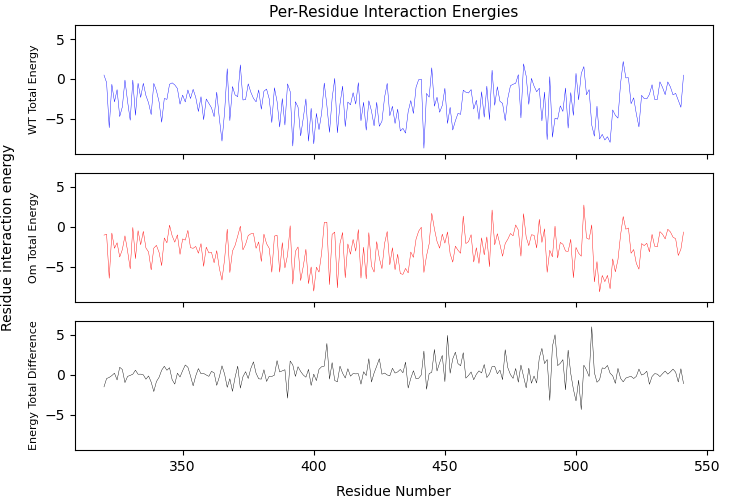 Per-Residue Interaction Energies
Residue interaction energy
WT Total Energy
5
0
−5
Om Total Energy
5
0
−5
Energy Total Difference
5
0
−5
350 400 450 500 550
Residue Number